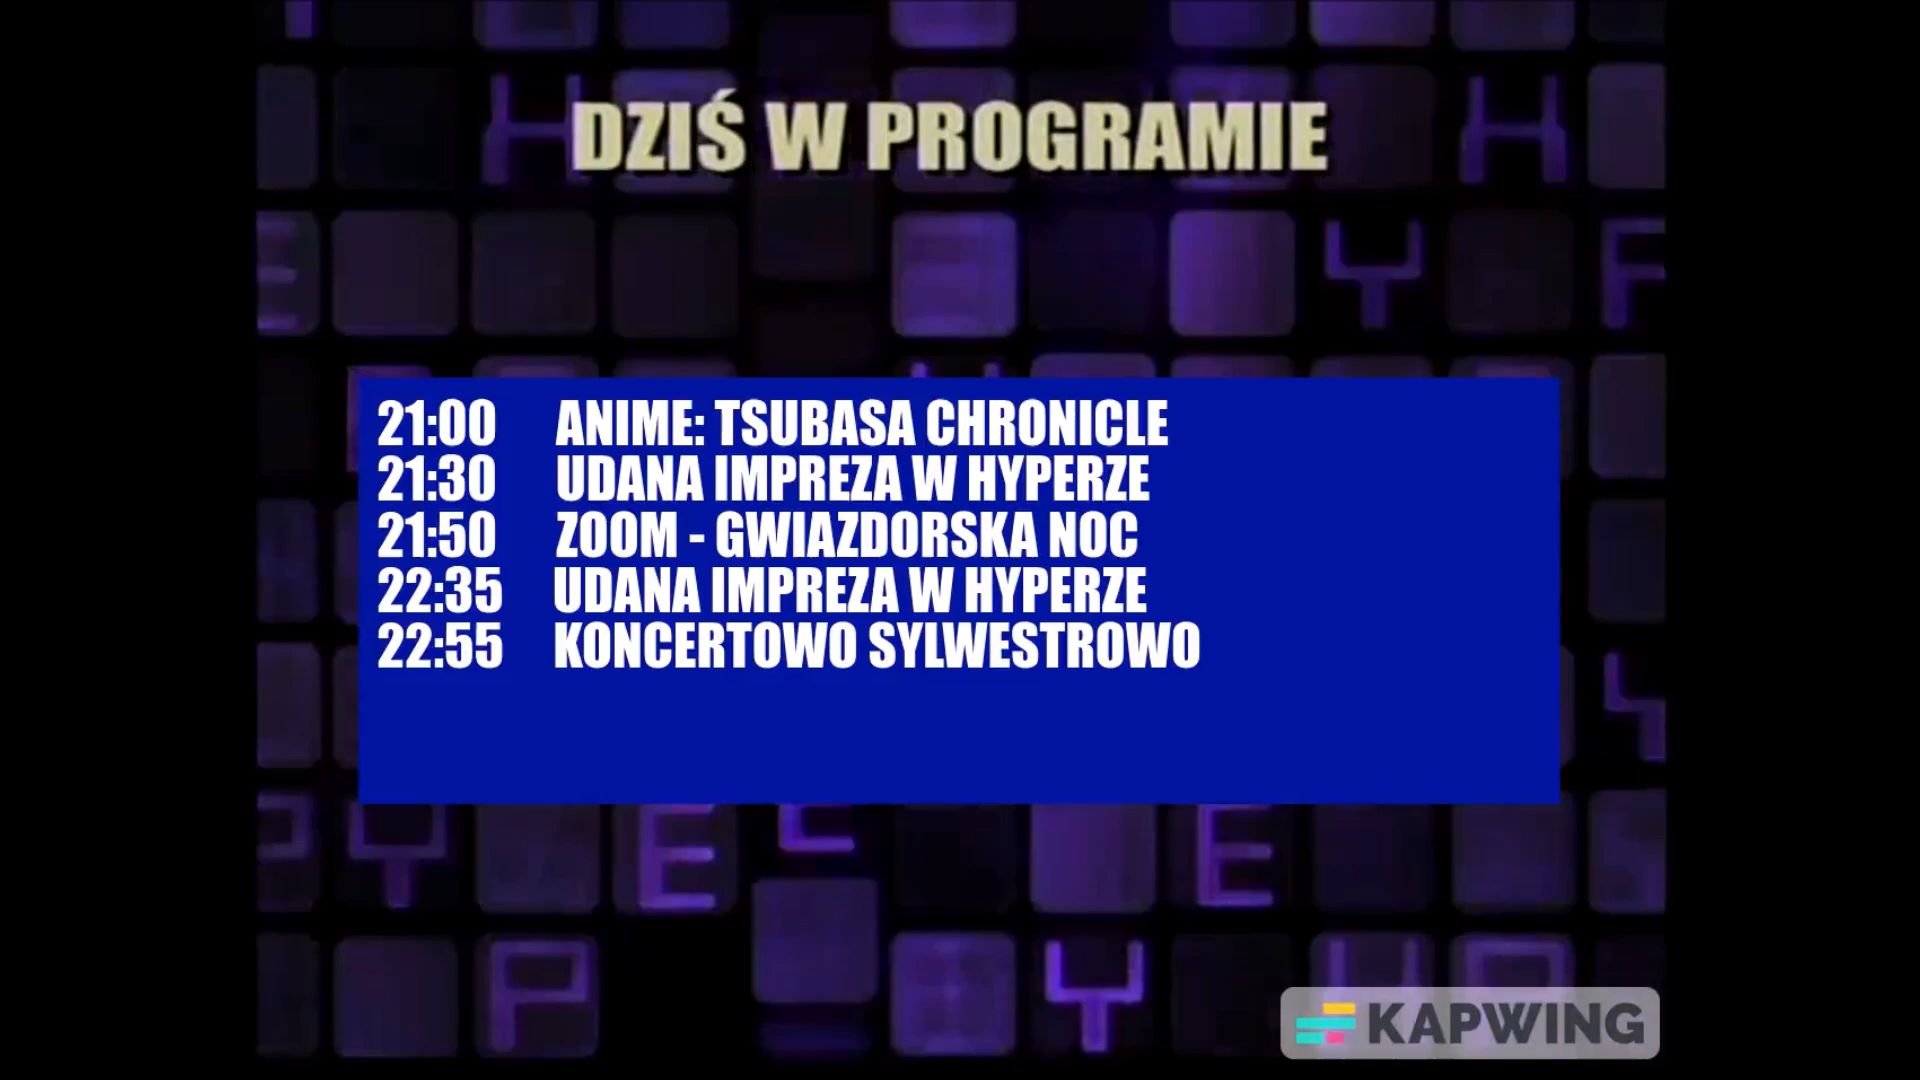 DZIŚ W PROGRAMIE
21:00 ANIME: TSUBASA CHRONICLE
21:30 UDANA IMPREZA W HYPERZE
21:50 ZOOM - GWIAZDORSKA NOC
22:35 UDANA IMPREZA W HYPERZE
22:55 KONCERTOWO SYLWESTROWO
KAPWING